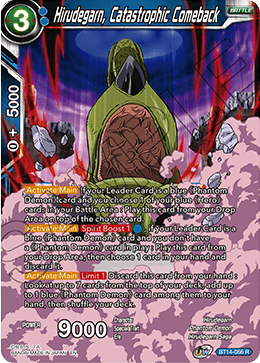 3
Hirudegarn, Catastrophic Comeback
BATTLE
0 + 5000
Activate:Main If your Leader Card is a blue 《Phantom
Demon》 card and you choose 1 of your blue 《Hero》
cards in your Battle Area : Play this card from your Drop
Area on top of the chosen card.
Activate:Main Spirit Boost 1 , if your Leader Card is a
blue 《Phantom Demon》 card and you don't have
a 《Phantom Demon》 card in play : Play this card from
your Drop Area, then choose 1 card in your hand and
discard it.
Activate:Main Limit 1 Discard this card from your hand :
Look at up to 7 cards from the top of your deck, add up
to 1 blue 《Phantom Demon》 card among them to your
hand, then shuffle your deck.
POWER 9000
Character
Special Trait
Era
Hirudegarn
Phantom Demon
Hirudegarn Saga
BANDAI MADE IN JAPAN
BT14-056 R